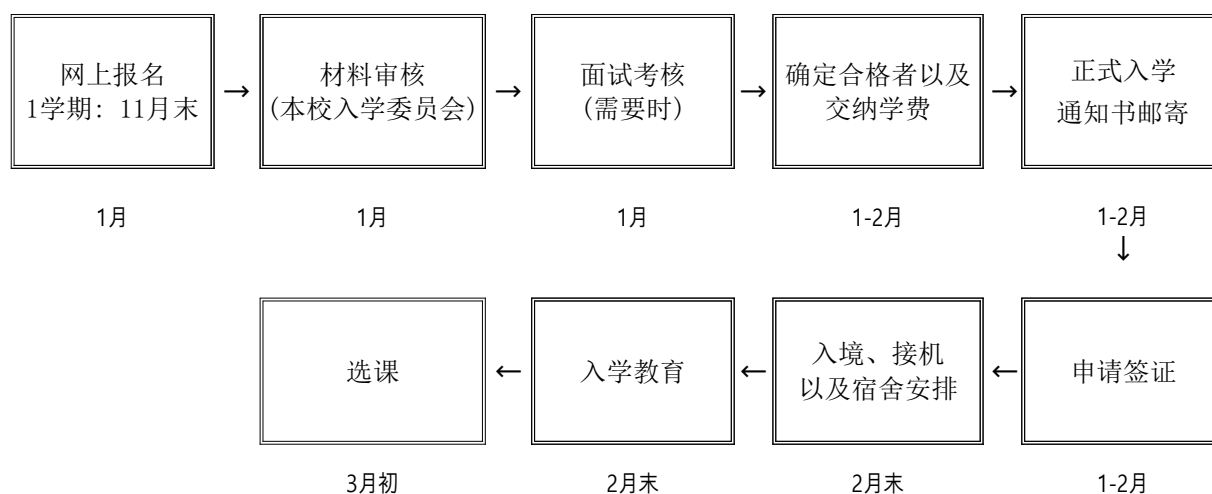 网上报名
1学期：11月末
→
材料审核
(本校入学委员会)
→
面试考核
(需要时)
→
确定合格者以及
交纳学费
→
正式入学
通知书邮寄
1月
1月
1月
1-2月
1-2月
↓
选课
←
入学教育
←
入境、接机
以及宿舍安排
←
申请签证
3月初
2月末
2月末
1-2月